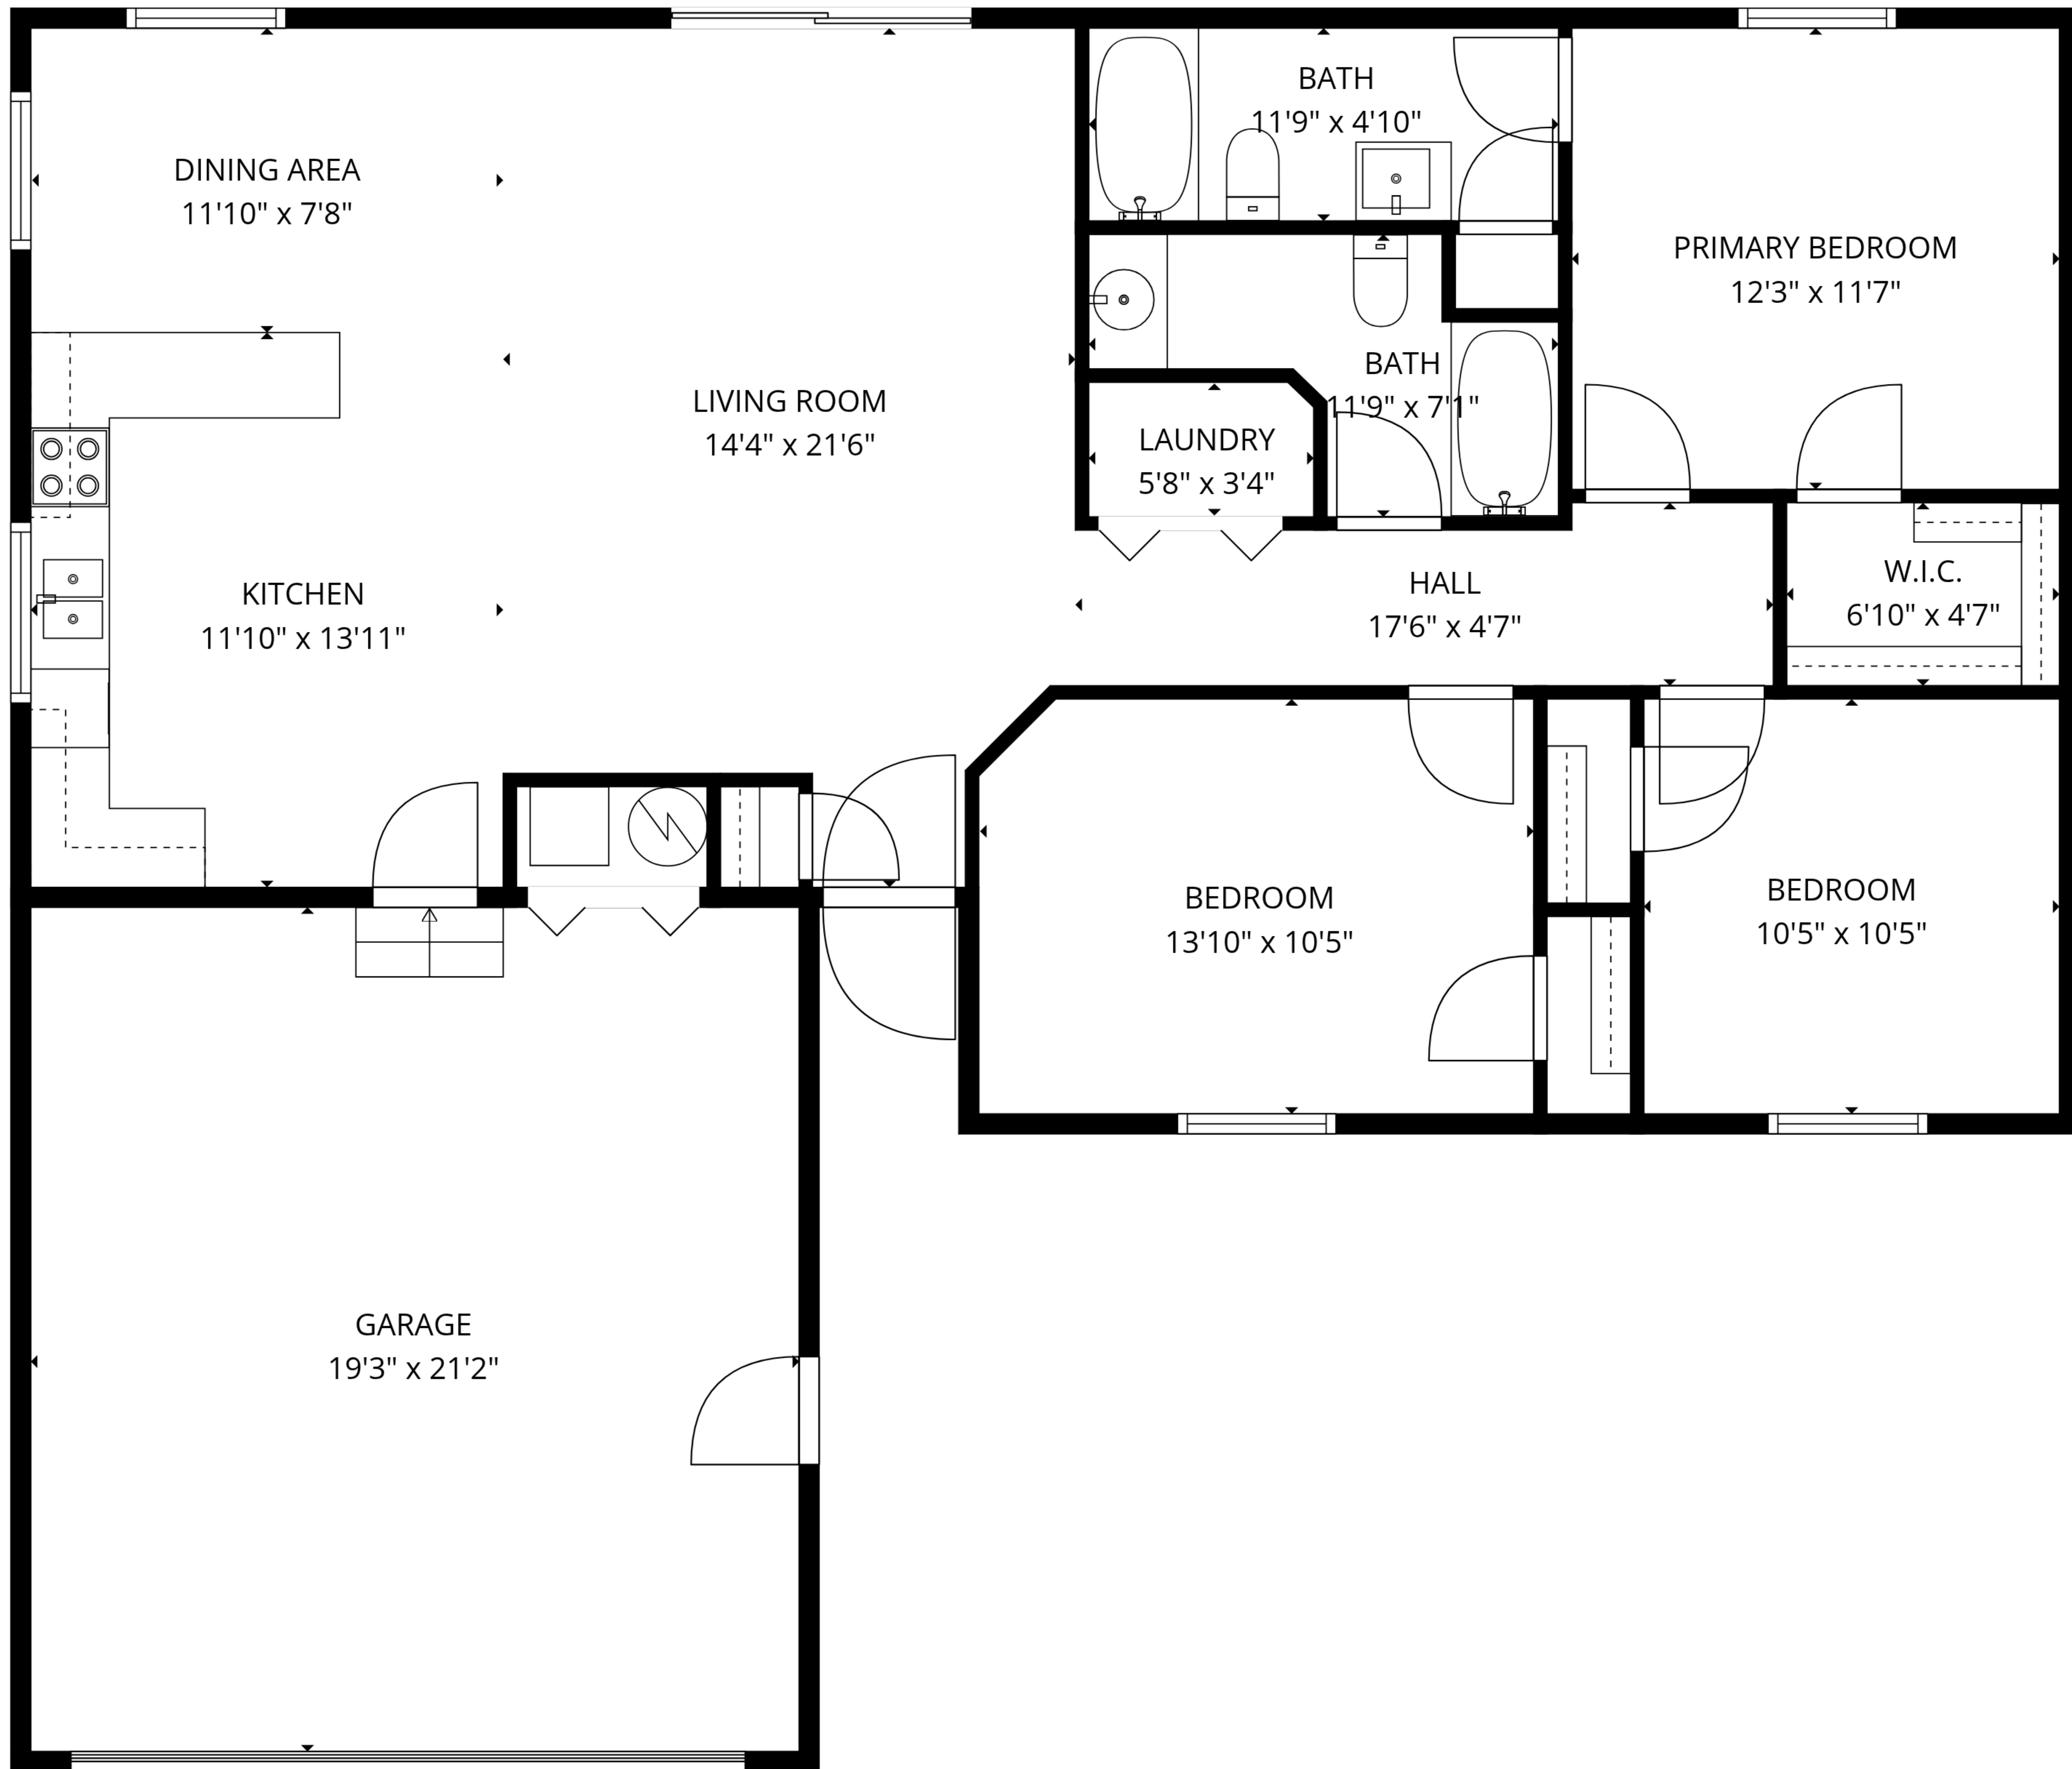 BATH
11'9" x 4'10"
DINING AREA
11'10" x 7'8"
PRIMARY BEDROOM
12'3" x 11'7"
LIVING ROOM
14'4" x 21'6"
BATH
11'9" x 7'1"
LAUNDRY
5'8" x 3'4"
KITCHEN
11'10" x 13'11"
HALL
17'6" x 4'7"
W.I.C.
6'10" x 4'7"
BEDROOM
13'10" x 10'5"
BEDROOM
10'5" x 10'5"
GARAGE
19'3" x 21'2"